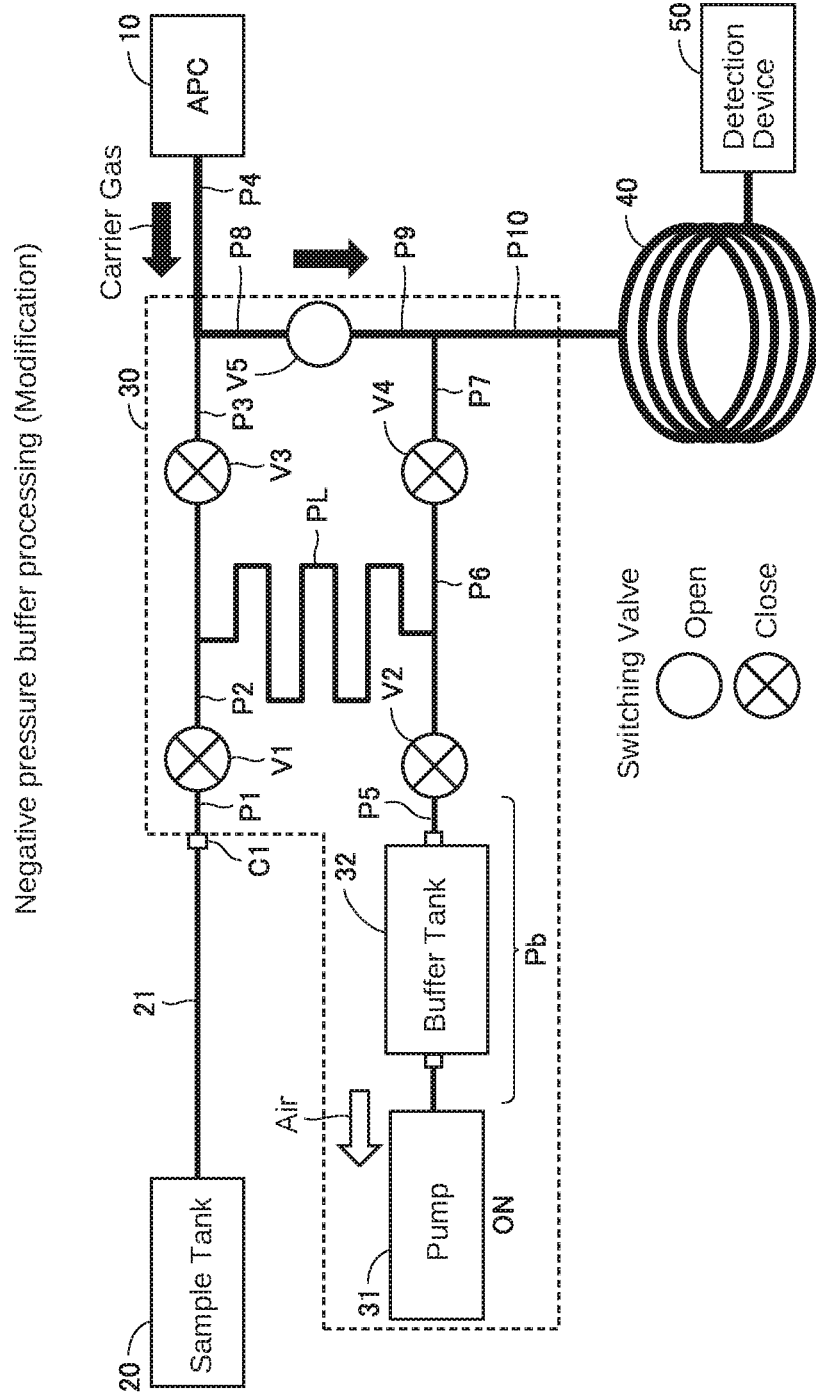 Negative pressure buffer processing (Modification)
20
Sample Tank
21
C1
P1
V1
P2
V3
P3
30
Carrier Gas
P4
10
APC
PL
P8
V5
P9
P10
31
Pump
ON
Air
32
Buffer Tank
Pb
P5
V2
P6
V4
P7
40
50
Detection
Device
Switching Valve
Open
Close